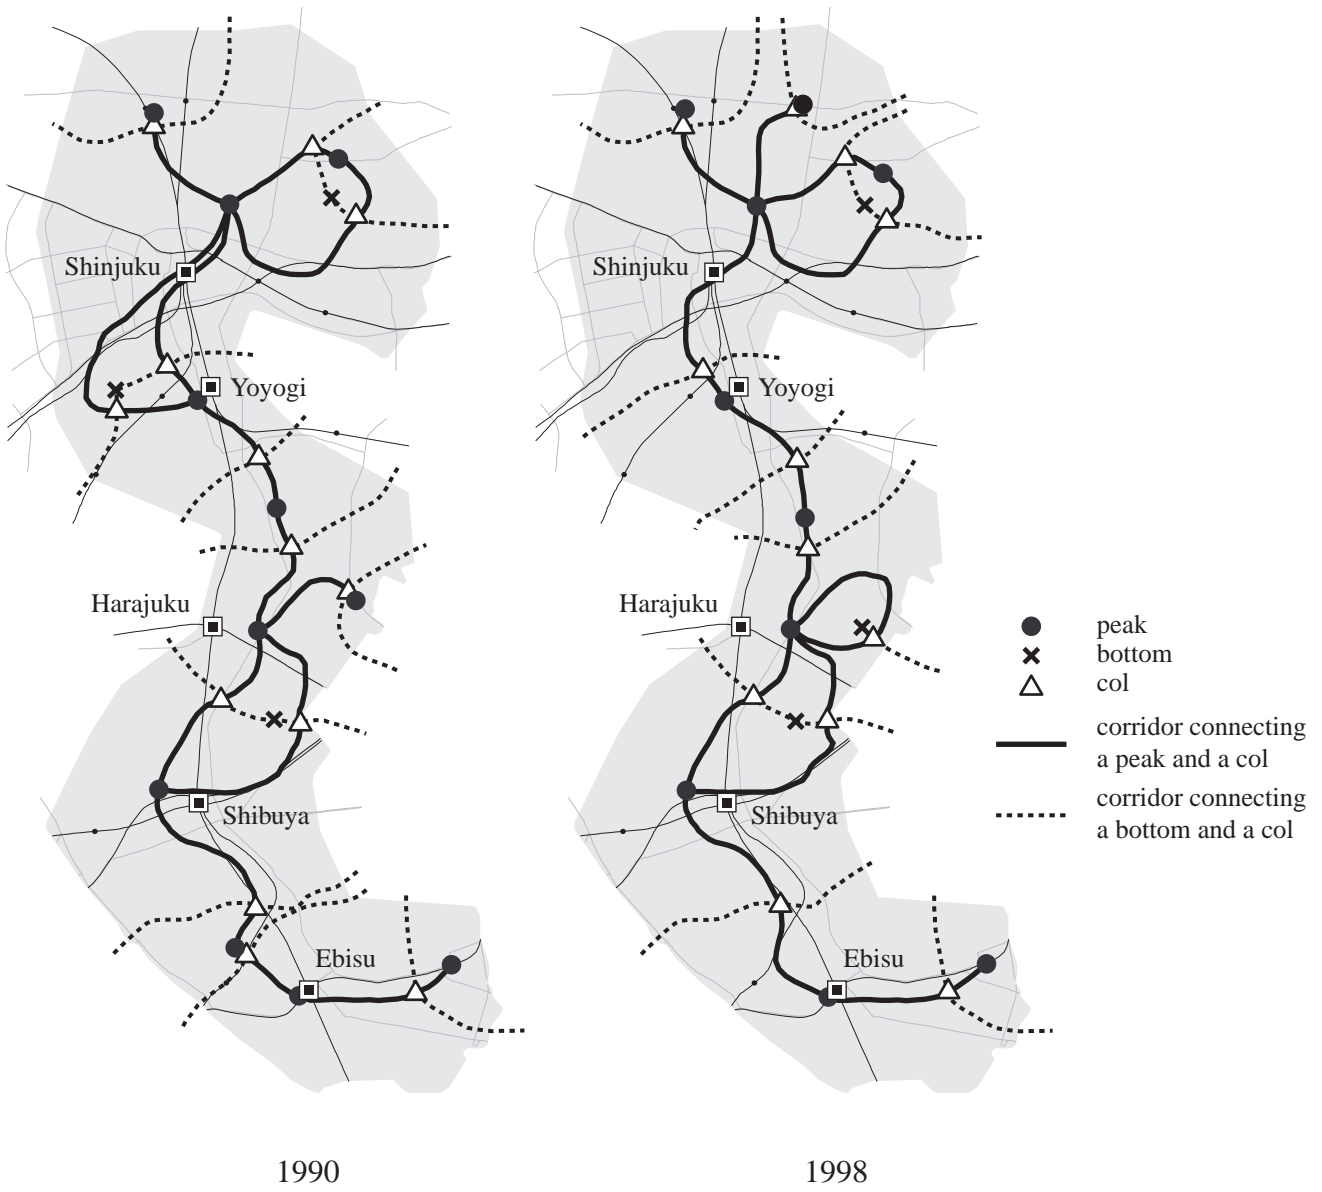 Shinjuku
Yoyogi
Harajuku
Shibuya
Ebisu
1990
Shinjuku
Yoyogi
Harajuku
Shibuya
Ebisu
1998
peak
bottom
col
corridor connecting
a peak and a col
corridor connecting
a bottom and a col